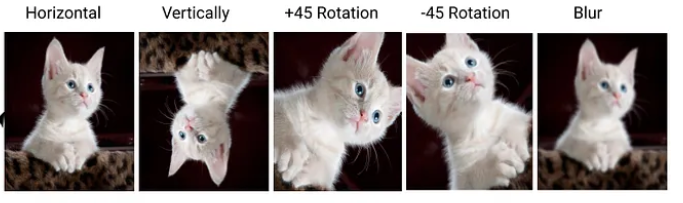 Horizontal
Vertically
+45 Rotation
-45 Rotation
Blur